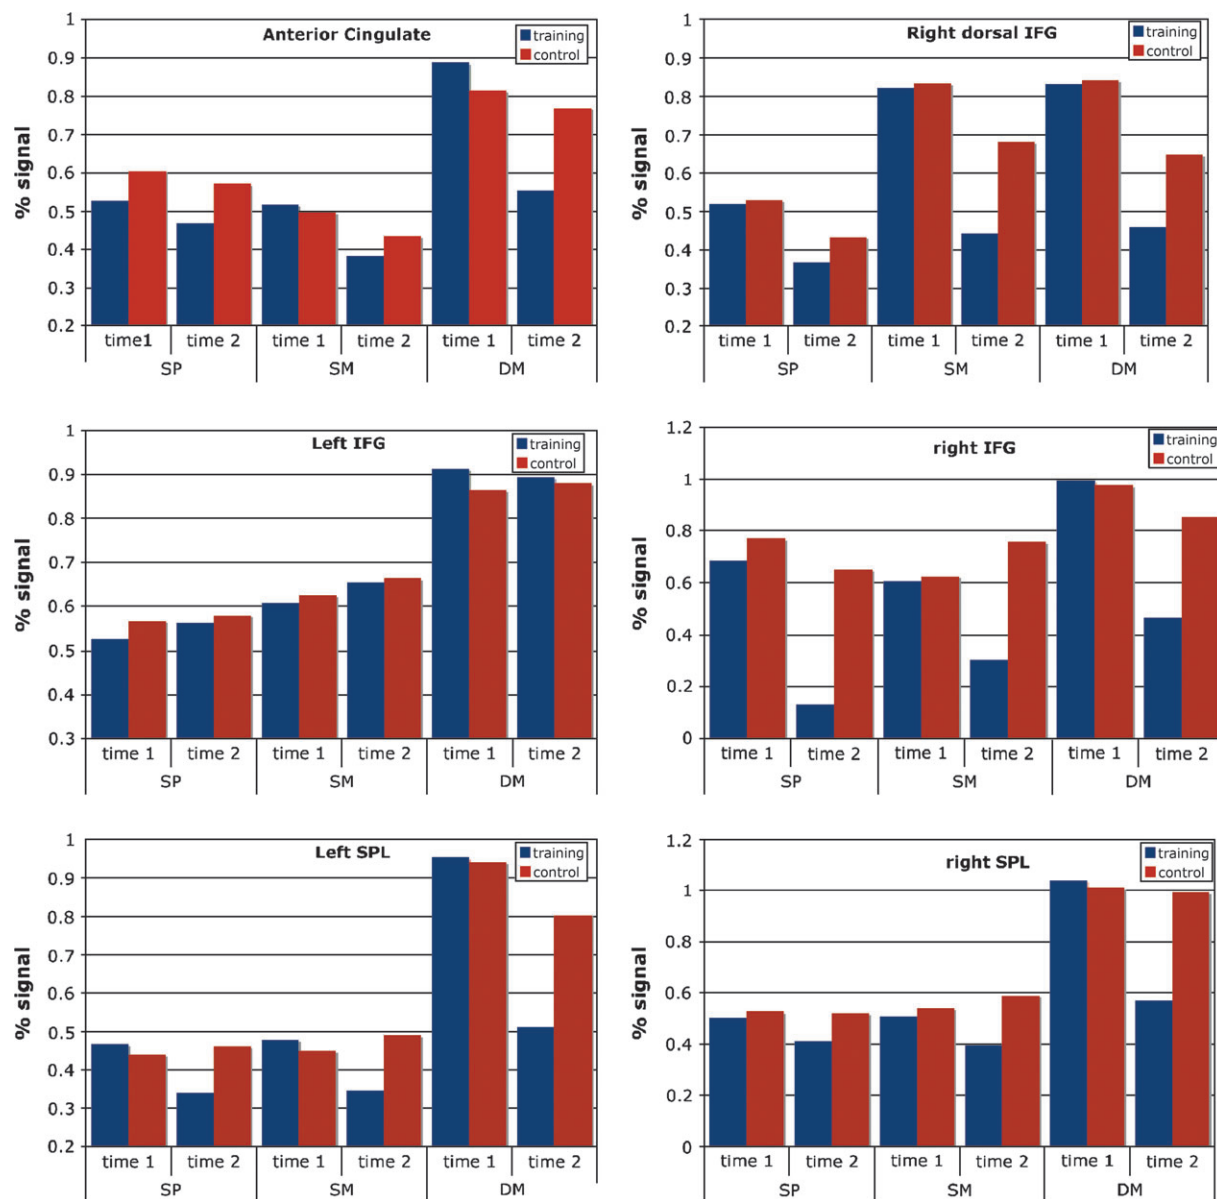 Anterior Cingulate
training
control
% signal
1
0.9
0.8
0.7
0.6
0.5
0.4
0.3
0.2
time1 time 2 time 1 time 2 time 1 time 2
SP SM DM
Right dorsal IFG
training
control
% signal
1
0.9
0.8
0.7
0.6
0.5
0.4
0.3
0.2
time 1 time 2 time 1 time 2 time 1 time 2
SP SM DM
Left IFG
training
control
% signal
1
0.9
0.8
0.7
0.6
0.5
0.4
0.3
time 1 time 2 time 1 time 2 time 1 time 2
SP SM DM
right IFG
training
control
% signal
1.2
1
0.8
0.6
0.4
0.2
0
time 1 time 2 time 1 time 2 time 1 time 2
SP SM DM
Left SPL
training
control
% signal
1
0.9
0.8
0.7
0.6
0.5
0.4
0.3
0.2
time 1 time 2 time 1 time 2 time 1 time 2
SP SM DM
right SPL
training
control
% signal
1.2
1
0.8
0.6
0.4
0.2
0
time 1 time 2 time 1 time 2 time 1 time 2
SP SM DM